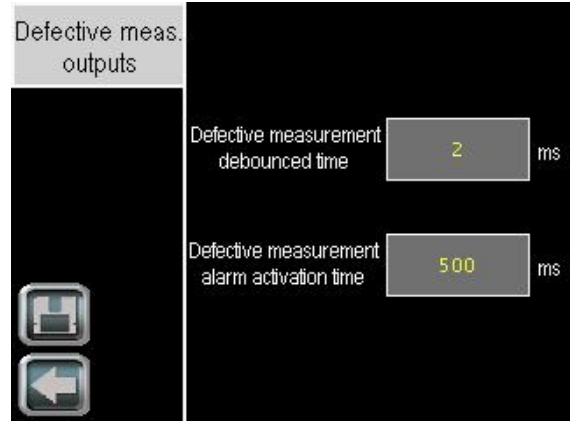 Defective meas.
outputs
Defective measurement
debounced time
2
ms
Defective measurement
alarm activation time
500
ms